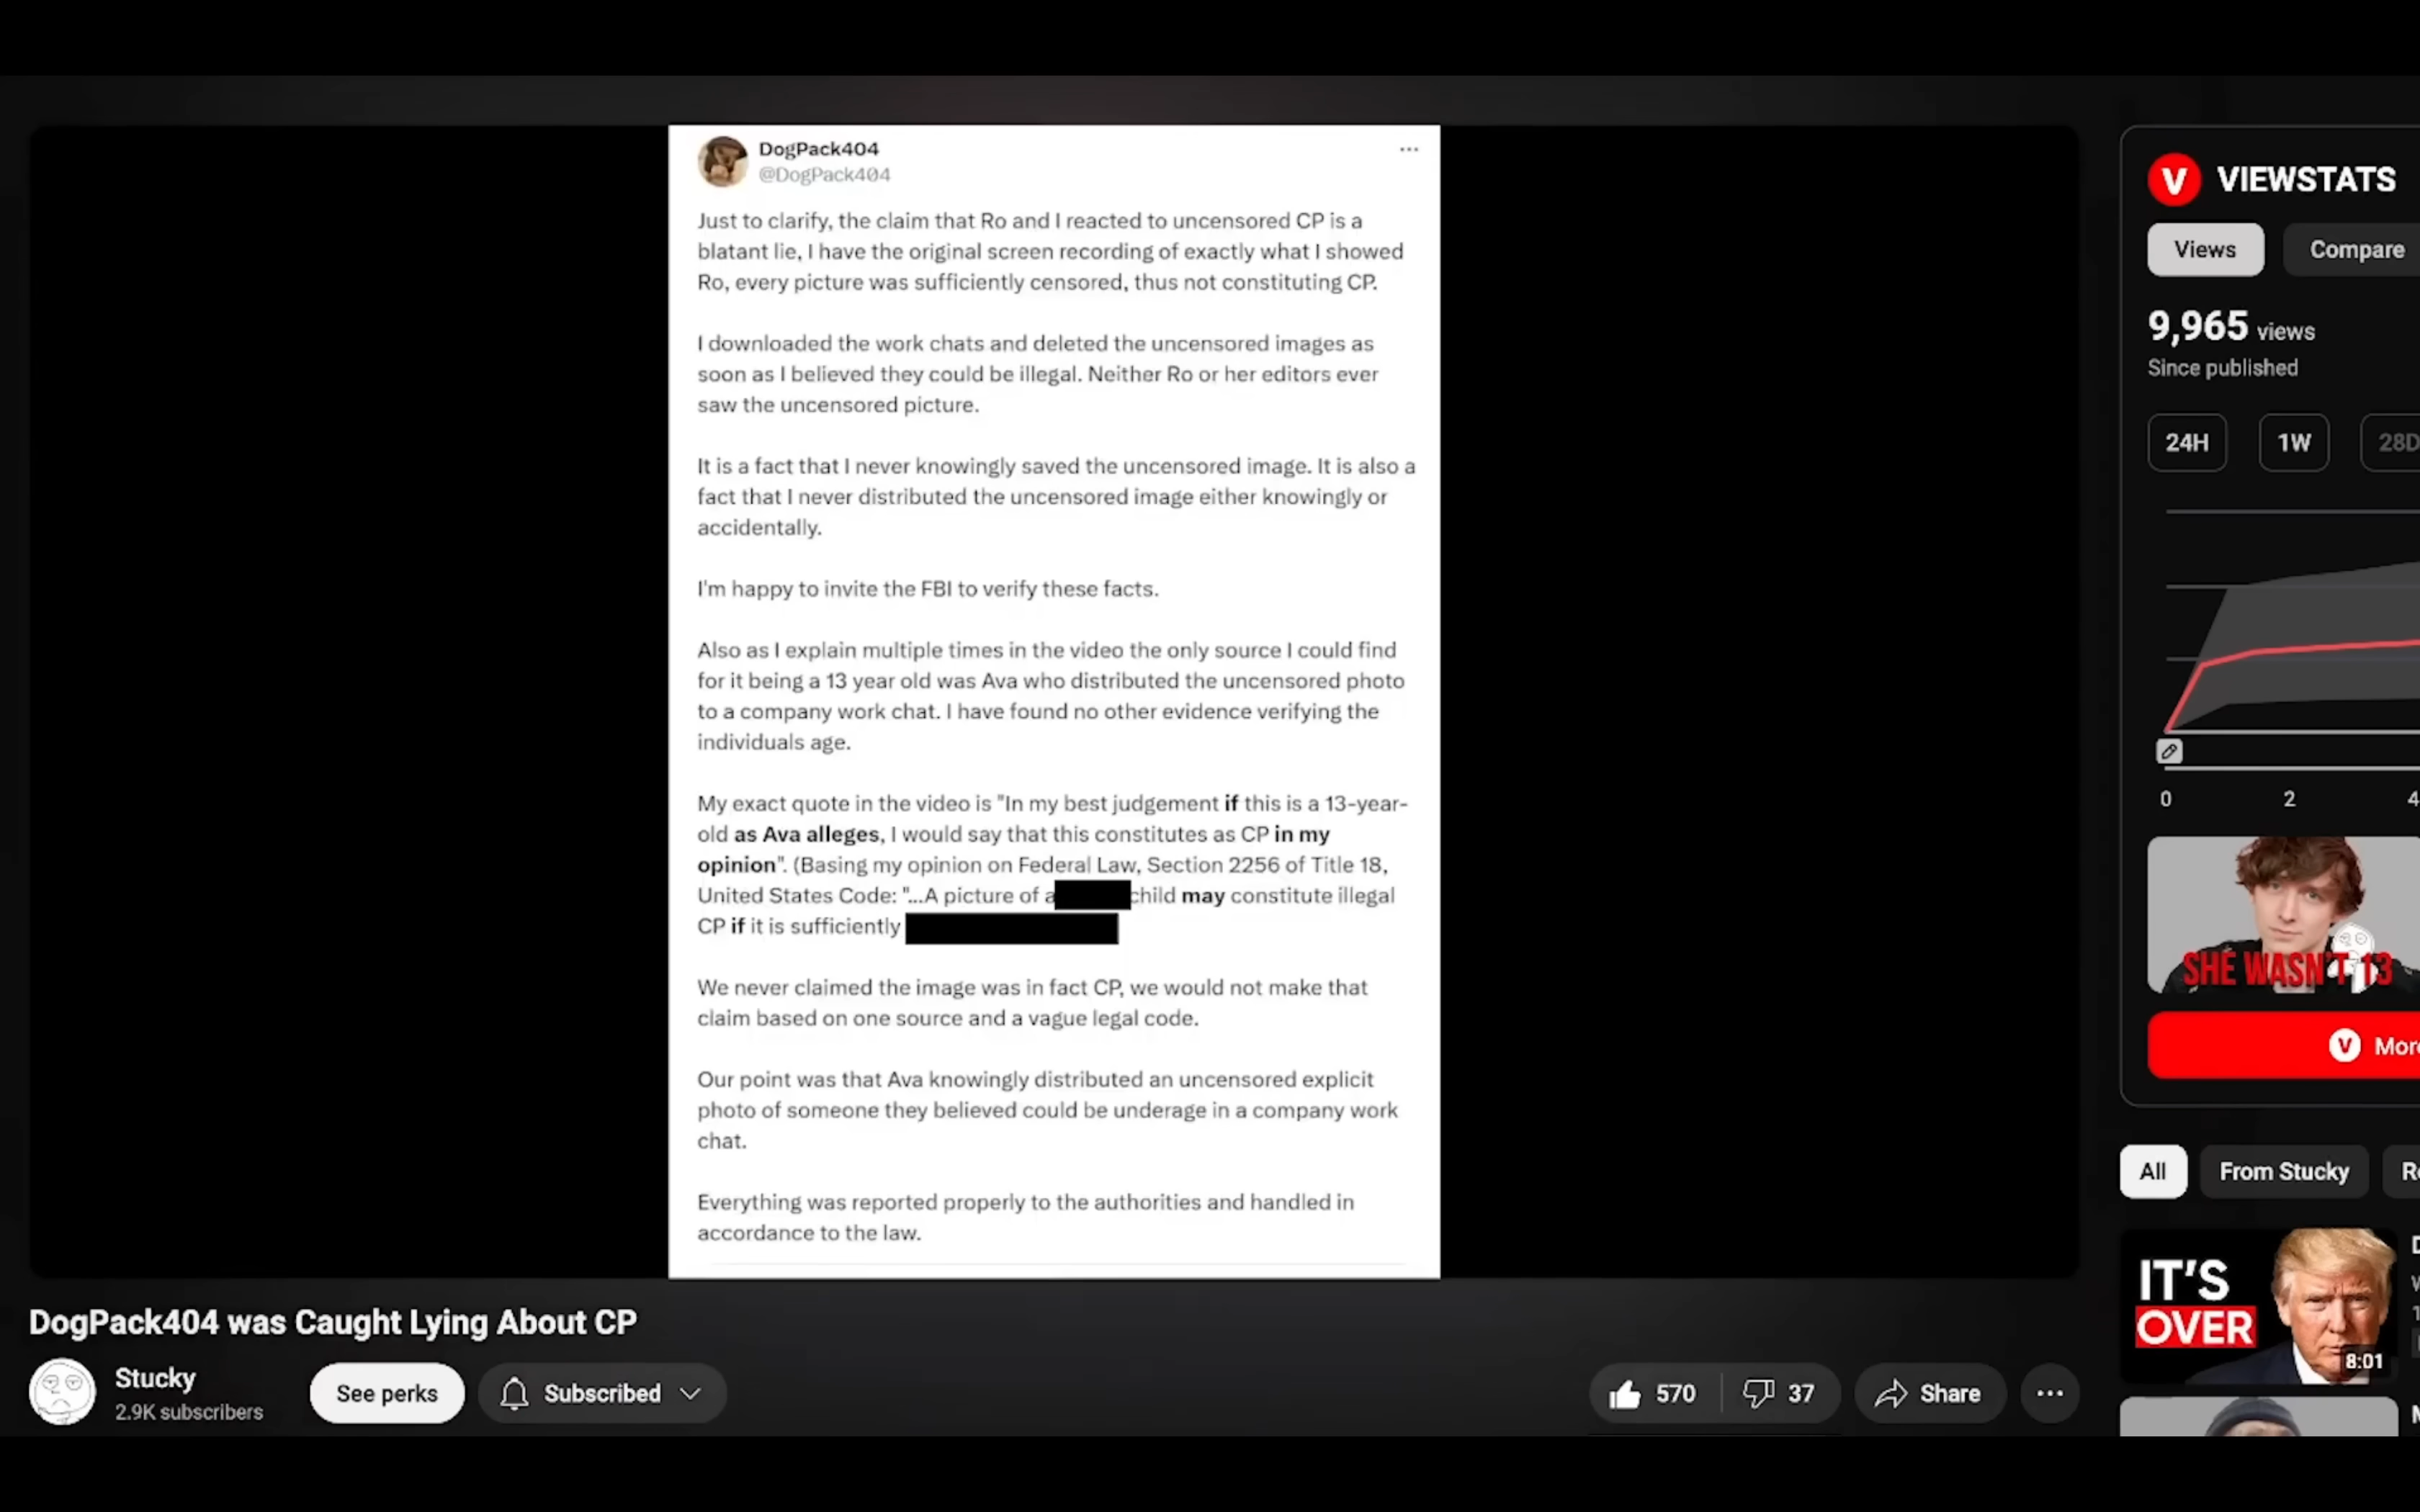 DogPack404
@DogPack404
Just to clarify, the claim that Ro and I reacted to uncensored CP is a
blatant lie, I have the original screen recording of exactly what I showed
Ro, every picture was sufficiently censored, thus not constituting CP.
I downloaded the work chats and deleted the uncensored images as
soon as I believed they could be illegal. Neither Ro or her editors ever
saw the uncensored picture.
It is a fact that I never knowingly saved the uncensored image. It is also a
fact that I never distributed the uncensored image either knowingly or
accidentally.
I'm happy to invite the FBI to verify these facts.
Also as I explain multiple times in the video the only source I could find
for it being a 13 year old was Ava who distributed the uncensored photo
to a company work chat. I have found no other evidence verifying the
individuals age.
My exact quote in the video is "In my best judgement if this is a 13-year-
old as Ava alleges, I would say that this constitutes as CP in my
opinion". (Basing my opinion on Federal Law, Section 2256 of Title 18,
United States Code: "...A picture of a child may constitute illegal
CP if it is sufficiently
We never claimed the image was in fact CP, we would not make that
claim based on one source and a vague legal code.
Our point was that Ava knowingly distributed an uncensored explicit
photo of someone they believed could be underage in a company work
chat.
Everything was reported properly to the authorities and handled in
accordance to the law.
DogPack404 was Caught Lying About CP
Stucky
2.9K subscribers
See perks
Subscribed
570
37
Share
V VIEWSTATS
Views
Compare
9,965 views
Since published
24H
1W
28D
0
2
4
SHE WASN'T 13
V
More
All
From Stucky
IT'S
OVER
8:01